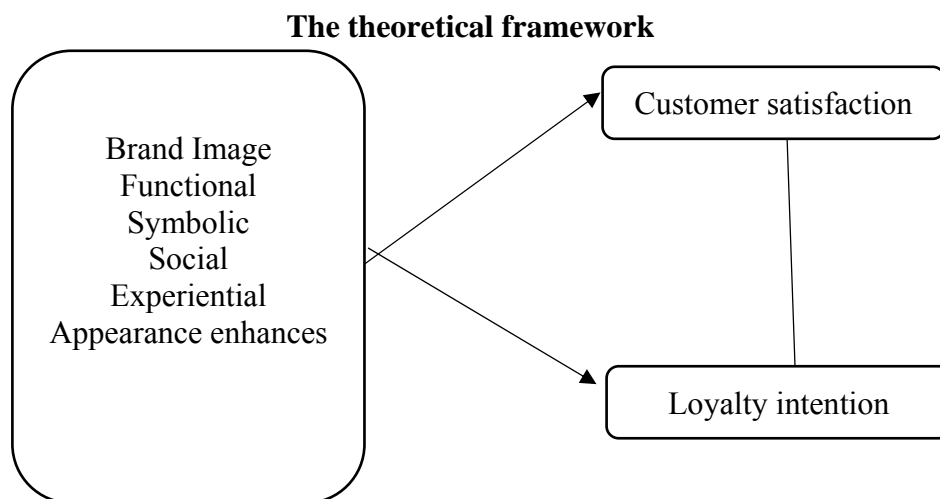 The theoretical framework
Brand Image
Functional
Symbolic
Social
Experiential
Appearance enhances
Customer satisfaction
Loyalty intention